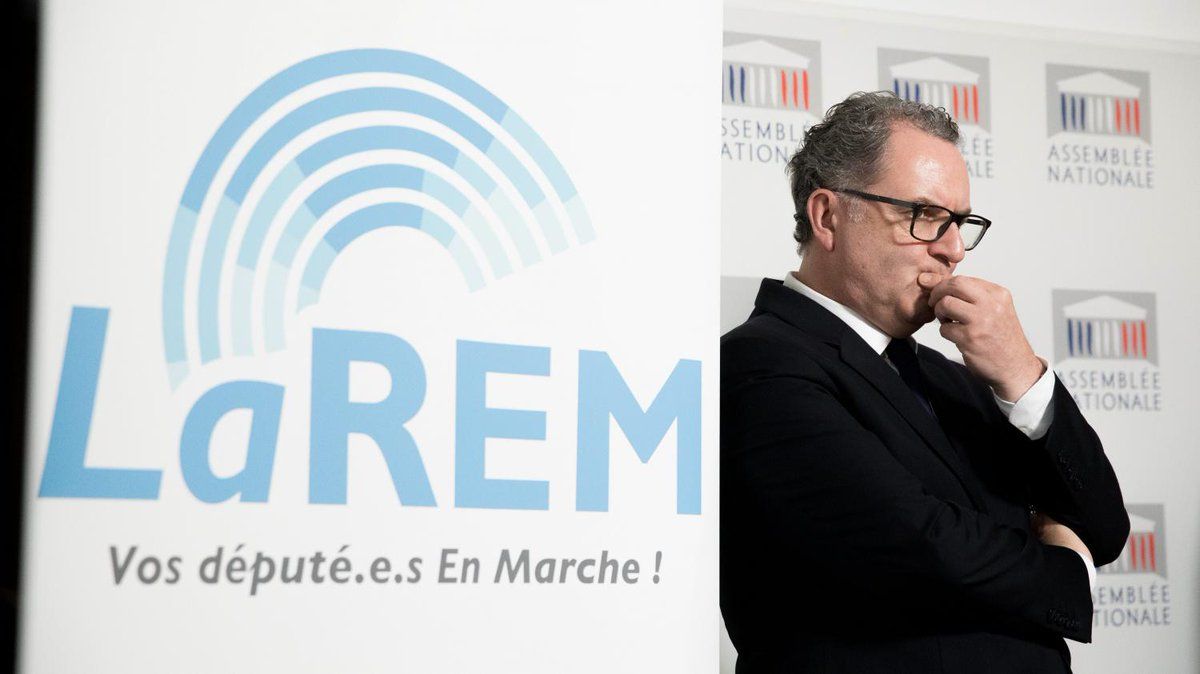 LaREM
Vos député.e.s En Marche !
ASSEMBLÉE
NATIONALE
ASSEMBLÉE
NATIONALE
ASSEMBLÉE
NATIONALE
ASSEMBLÉE
NATIONALE
ASSEMBLÉE
NATIONALE